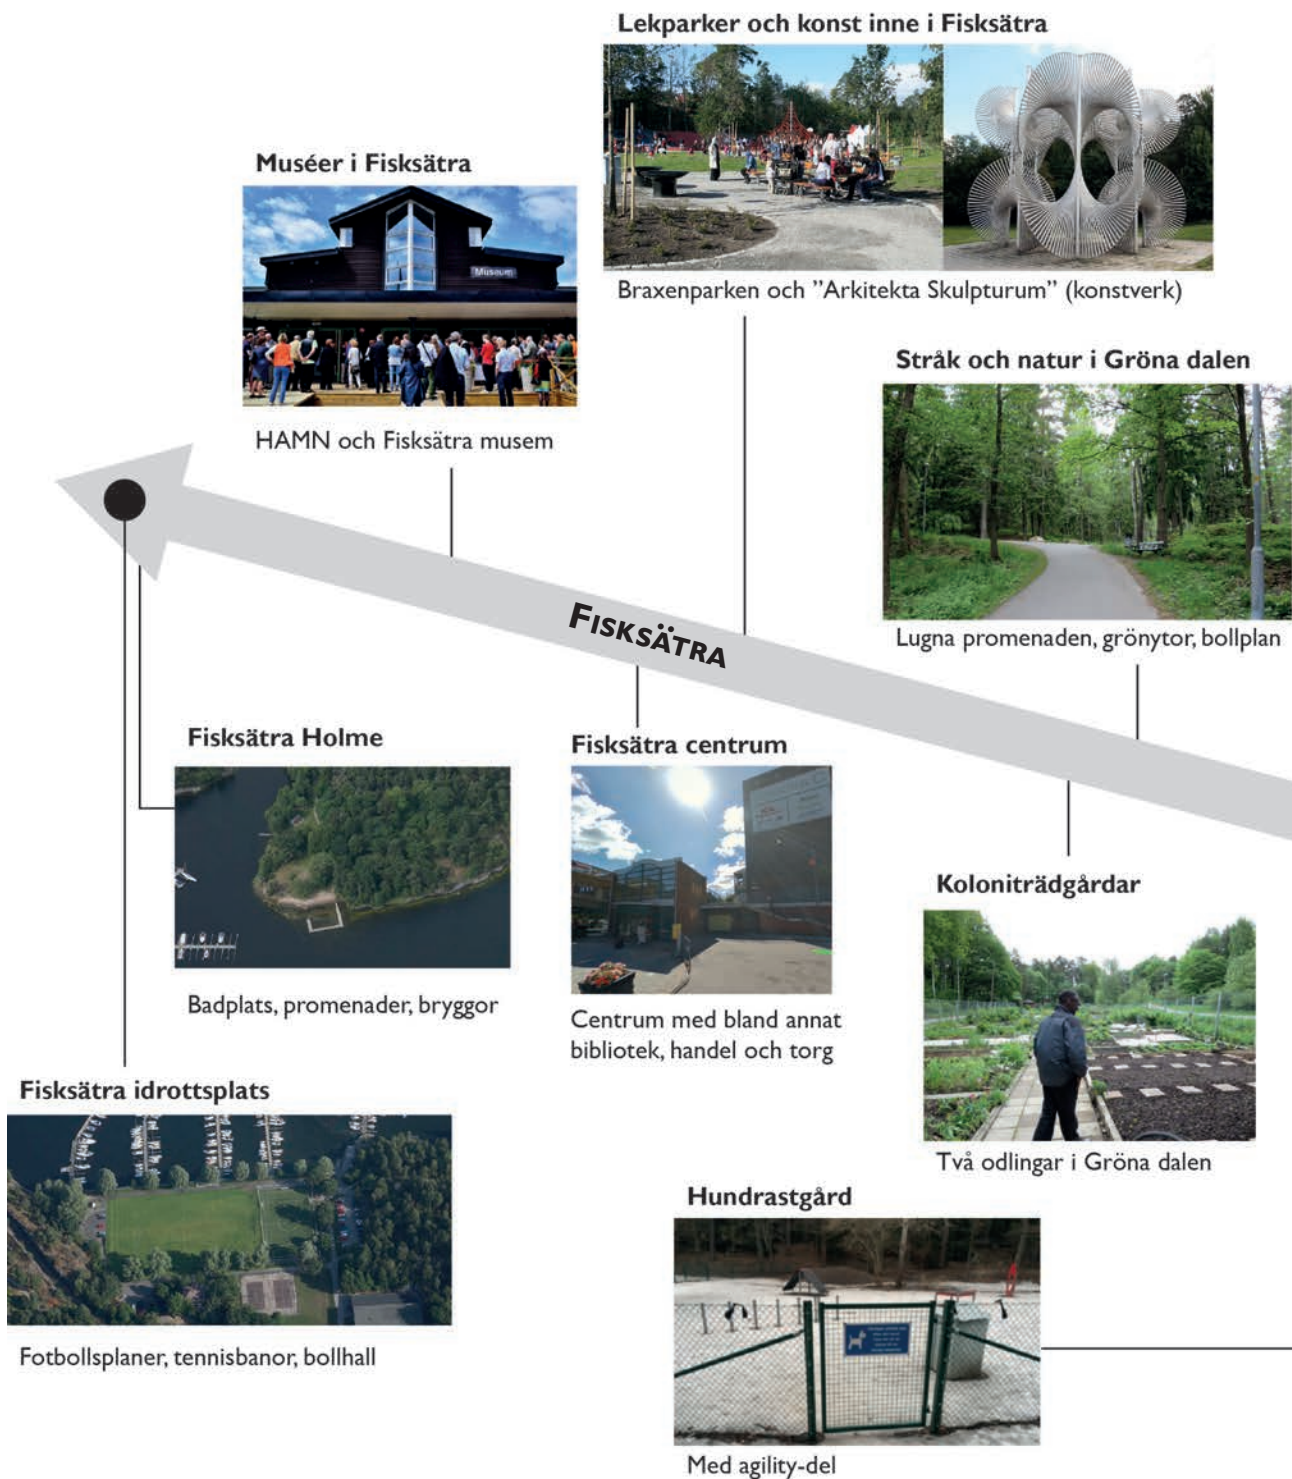 Lekparker och konst inne i Fisksätra
Braxenparken och ”Arkitekta Skulpturum” (konstverk)
Muséer i Fisksätra
Museum
HAMN och Fisksätra musem
Stråk och natur i Gröna dalen
Lugna promenaden, grönytor, bollplan
FISKSÄTRA
Fisksätra Holme
Badplats, promenader, bryggor
Fisksätra centrum
Centrum med bland annat
bibliotek, handel och torg
Koloniträdgårdar
Två odlingar i Gröna dalen
Fisksätra idrottsplats
Fotbollsplaner, tennisbanor, bollhall
Hundrastgård
Med agility-del